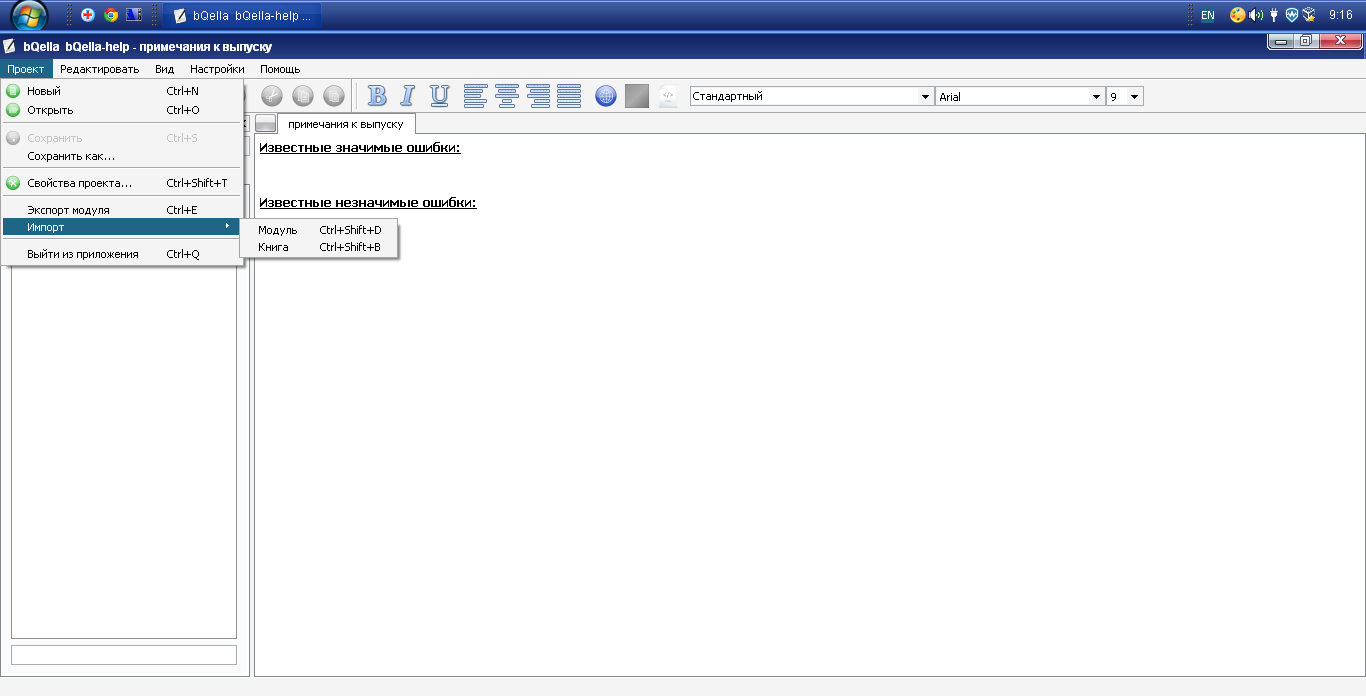 bQella bQella-help ...
EN
9:16
bQella bQella-help - примечания к выпуску
Проект Редактировать Вид Настройки Помощь
Новый Ctrl+N
Открыть Ctrl+O
Сохранить Ctrl+S
Сохранить как...
Свойства проекта... Ctrl+Shift+T
Экспорт модуля Ctrl+E
Импорт
Выйти из приложения Ctrl+Q
Модуль Ctrl+Shift+D
Книга Ctrl+Shift+B
B I U
Стандартный Arial 9
примечания к выпуску
Известные значимые ошибки:
Известные незначимые ошибки: